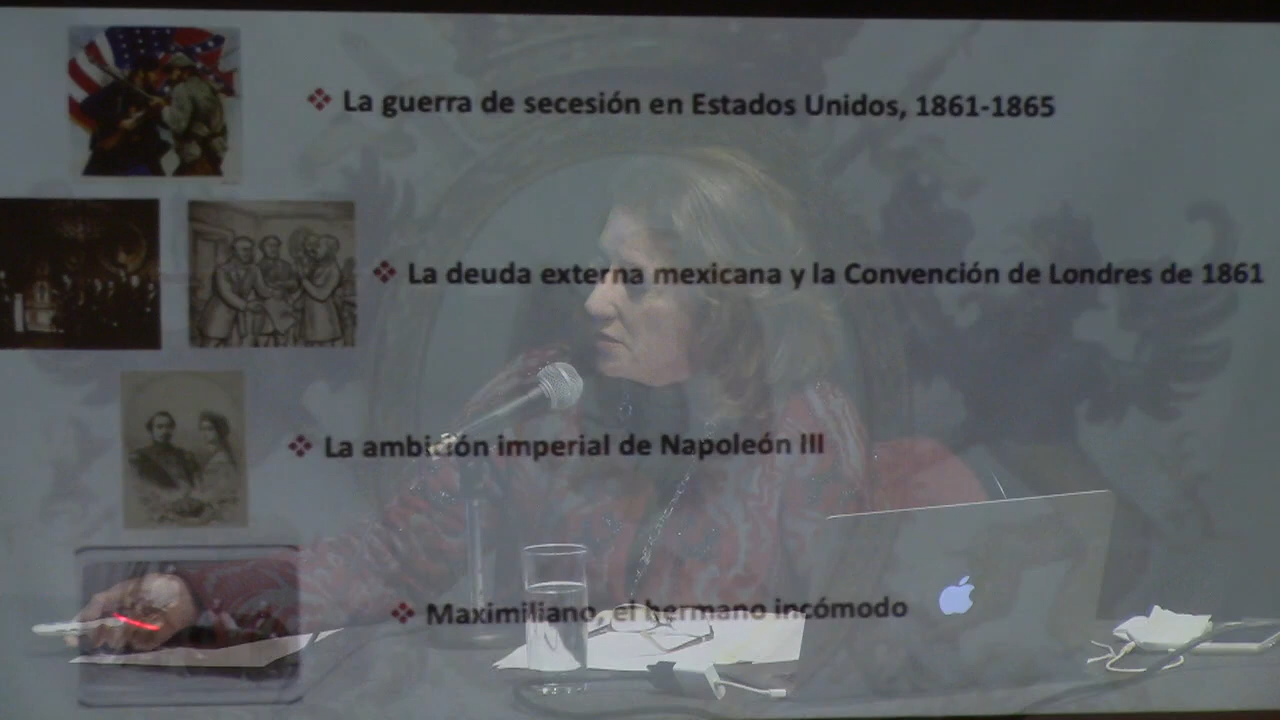 La guerra de secesión en Estados Unidos, 1861-1865
La deuda externa mexicana y la Convención de Londres de 1861
La ambición imperial de Napoleón III
Maximiliano, el hermano incómodo